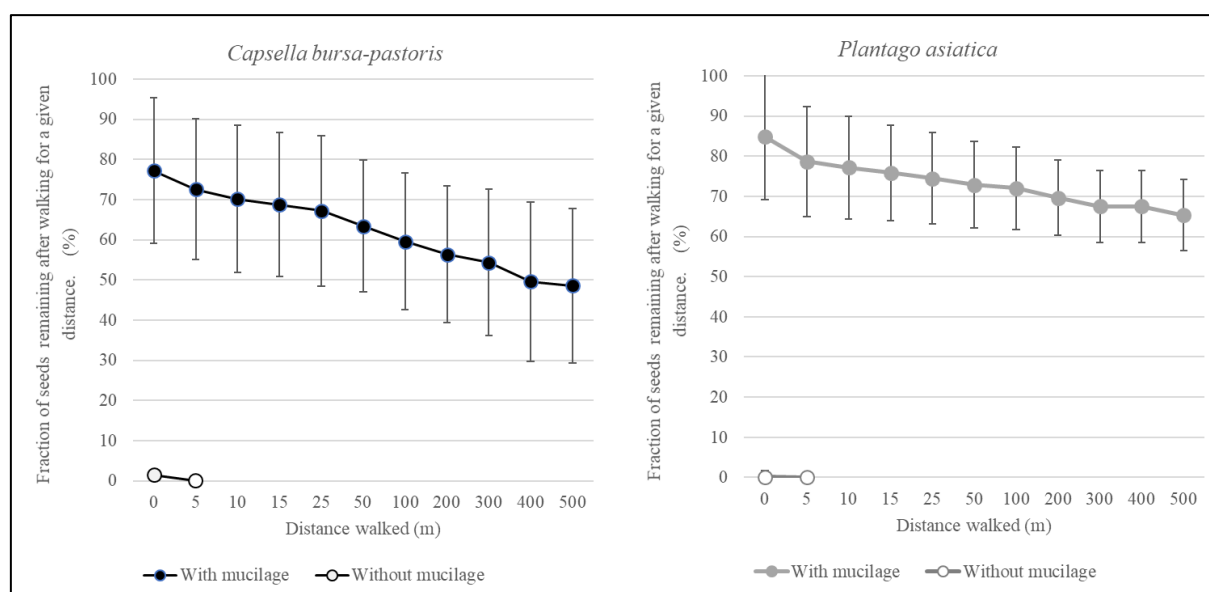 Capsella bursa-pastoris
Fraction of seeds remaining after walking for a given
distance. (%)
100
90
80
70
60
50
40
30
20
10
0
0 5 10 15 25 50 100 200 300 400 500
Distance walked (m)
With mucilage Without mucilage
Plantago asiatica
Fraction of seeds remaining after walking for a given
distance. (%)
100
90
80
70
60
50
40
30
20
10
0
0 5 10 15 25 50 100 200 300 400 500
Distance walked (m)
With mucilage Without mucilage